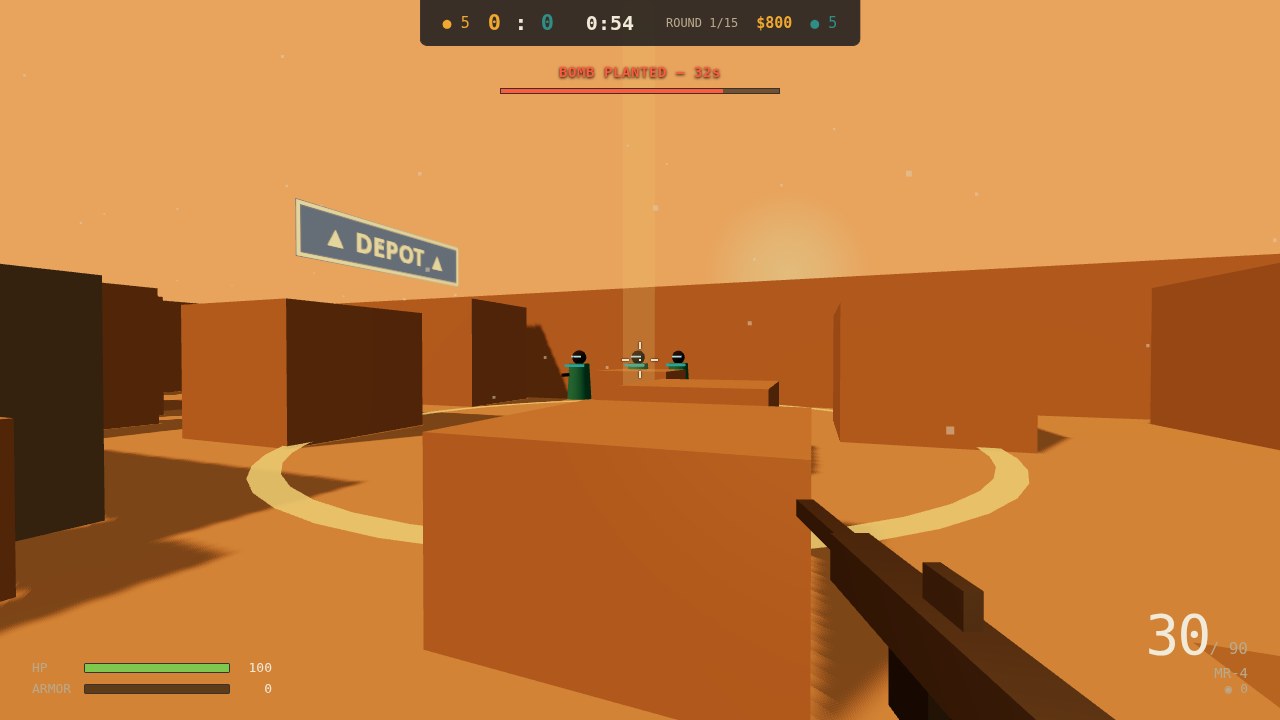 ● 5 0 : 0 0:54 ROUND 1/15 $800 ● 5
BOMB PLANTED — 32s
▲ DEPOT ▲
30 / 90
MR-4
● 0
HP 100
ARMOR 0